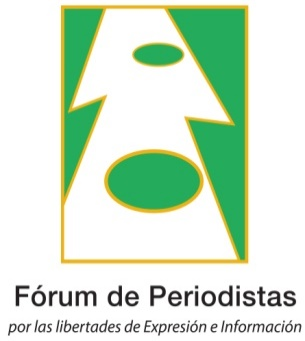 Fórum de Periodistas
por las libertades de Expresión e Información